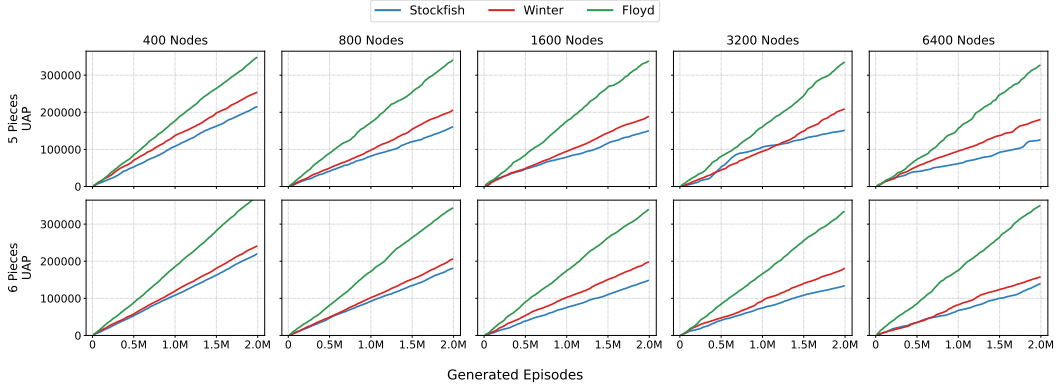 Stockfish Winter Floyd
400 Nodes 800 Nodes 1600 Nodes 3200 Nodes 6400 Nodes
5 Pieces
UAP
300000
200000
100000
0
6 Pieces
UAP
300000
200000
100000
0
0 0.5M 1.0M 1.5M 2.0M 0 0.5M 1.0M 1.5M 2.0M 0 0.5M 1.0M 1.5M 2.0M 0 0.5M 1.0M 1.5M 2.0M 0 0.5M 1.0M 1.5M 2.0M
Generated Episodes